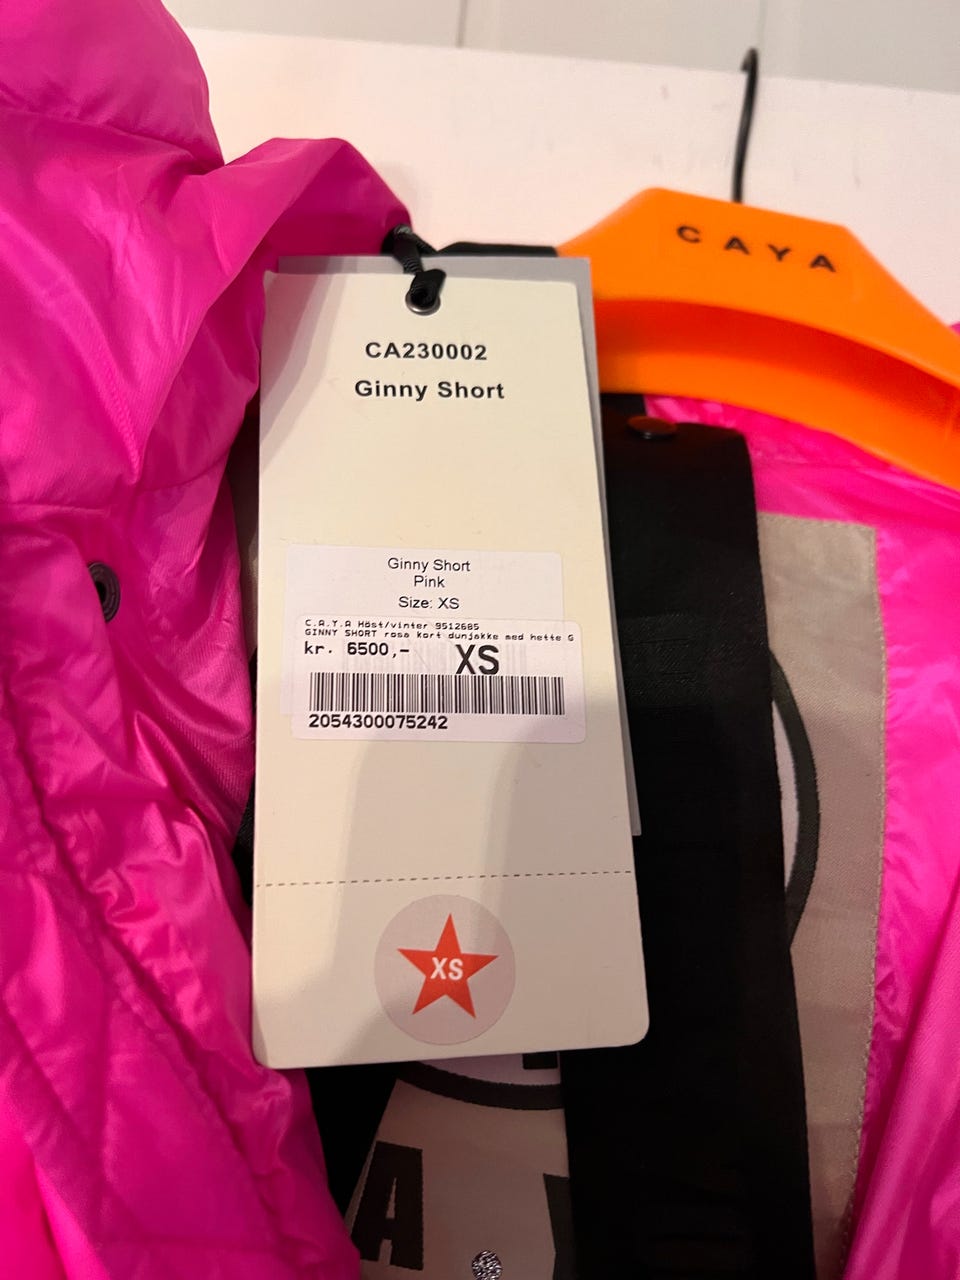 CAYA
CA230002
Ginny Short
Ginny Short
Pink
Size: XS
C.A.Y.A Høst/vinter 9512685
GINNY SHORT rosa kort dunjakke med hette G
kr. 6500,- XS
2054300075242
XS
A